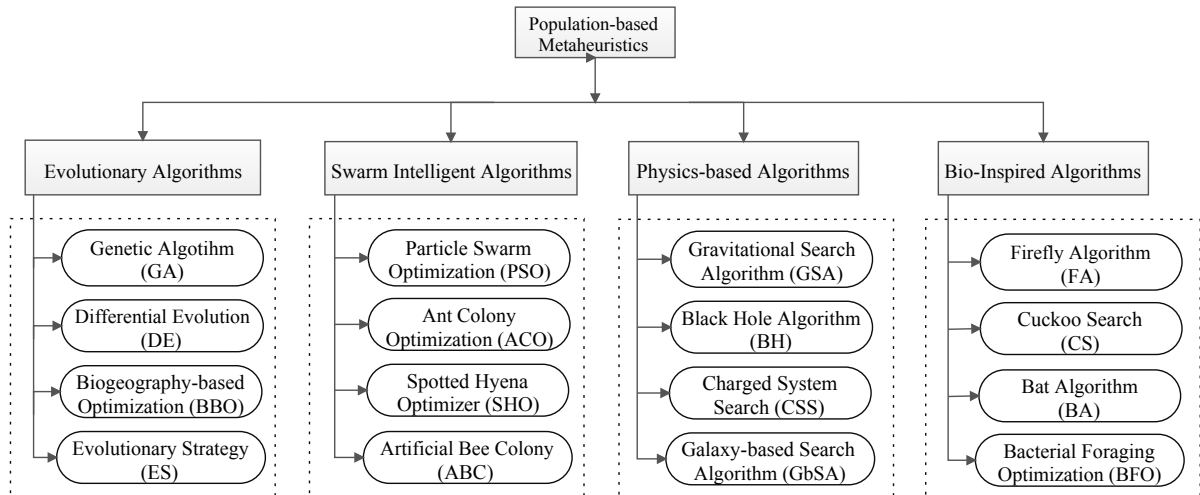 Population-based
Metaheuristics
Evolutionary Algorithms
Swarm Intelligent Algorithms
Physics-based Algorithms
Bio-Inspired Algorithms
Genetic Algotihm
(GA)
Differential Evolution
(DE)
Biogeography-based
Optimization (BBO)
Evolutionary Strategy
(ES)
Particle Swarm
Optimization (PSO)
Ant Colony
Optimization (ACO)
Spotted Hyena
Optimizer (SHO)
Artificial Bee Colony
(ABC)
Gravitational Search
Algorithm (GSA)
Black Hole Algorithm
(BH)
Charged System
Search (CSS)
Galaxy-based Search
Algorithm (GbSA)
Firefly Algorithm
(FA)
Cuckoo Search
(CS)
Bat Algorithm
(BA)
Bacterial Foraging
Optimization (BFO)